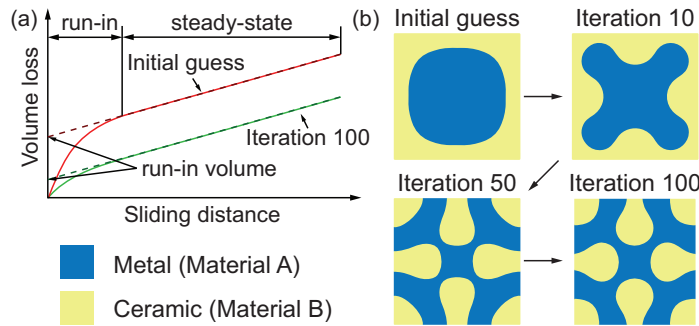 (a)
run-in
steady-state
Initial guess
Iteration 100
run-in volume
Volume loss
Sliding distance
Metal (Material A)
Ceramic (Material B)
(b)
Initial guess
Iteration 10
Iteration 50
Iteration 100